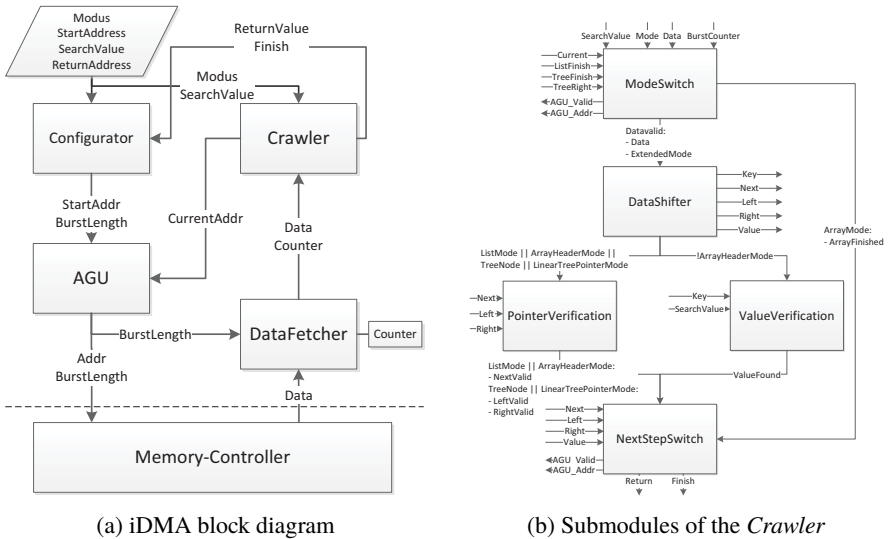 Modus
StartAddress
SearchValue
ReturnAddress
ReturnValue
Finish
Modus
SearchValue
Configurator
Crawler
StartAddr
BurstLength
CurrentAddr
Data
Counter
AGU
BurstLength
DataFetcher
Counter
Addr
BurstLength
Data
Memory-Controller
(a) iDMA block diagram
SearchValue
Mode
Data
BurstCounter
Current
ListFinish
TreeFinish
TreeRight
AGU_Valid
AGU_Addr
ModeSwitch
Datavalid:
- Data
- ExtendedMode
DataShifter
Key
Next
Left
Right
Value
ArrayMode:
- ArrayFinished
ListMode || ArrayHeaderMode ||
TreeNode || LinearTreePointerMode
!ArrayHeaderMode
Next
Left
Right
PointerVerification
Key
SearchValue
ValueVerification
ListMode || ArrayHeaderMode:
- NextValid
TreeNode || LinearTreePointerMode:
- LeftValid
- RightValid
ValueFound
Next
Left
Right
Value
AGU_Valid
AGU_Addr
NextStepSwitch
Return
Finish
(b) Submodules of the Crawler